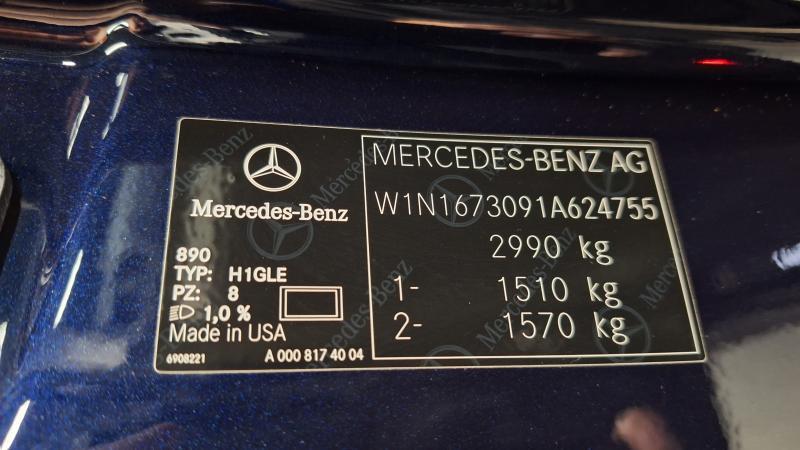 Mercedes-Benz
890
TYP: H1GLE
PZ: 8
1,0 %
Made in USA
6908221 A 000 817 40 04
MERCEDES-BENZ AG
W1N1673091A624755
2990 kg
1- 1510 kg
2- 1570 kg